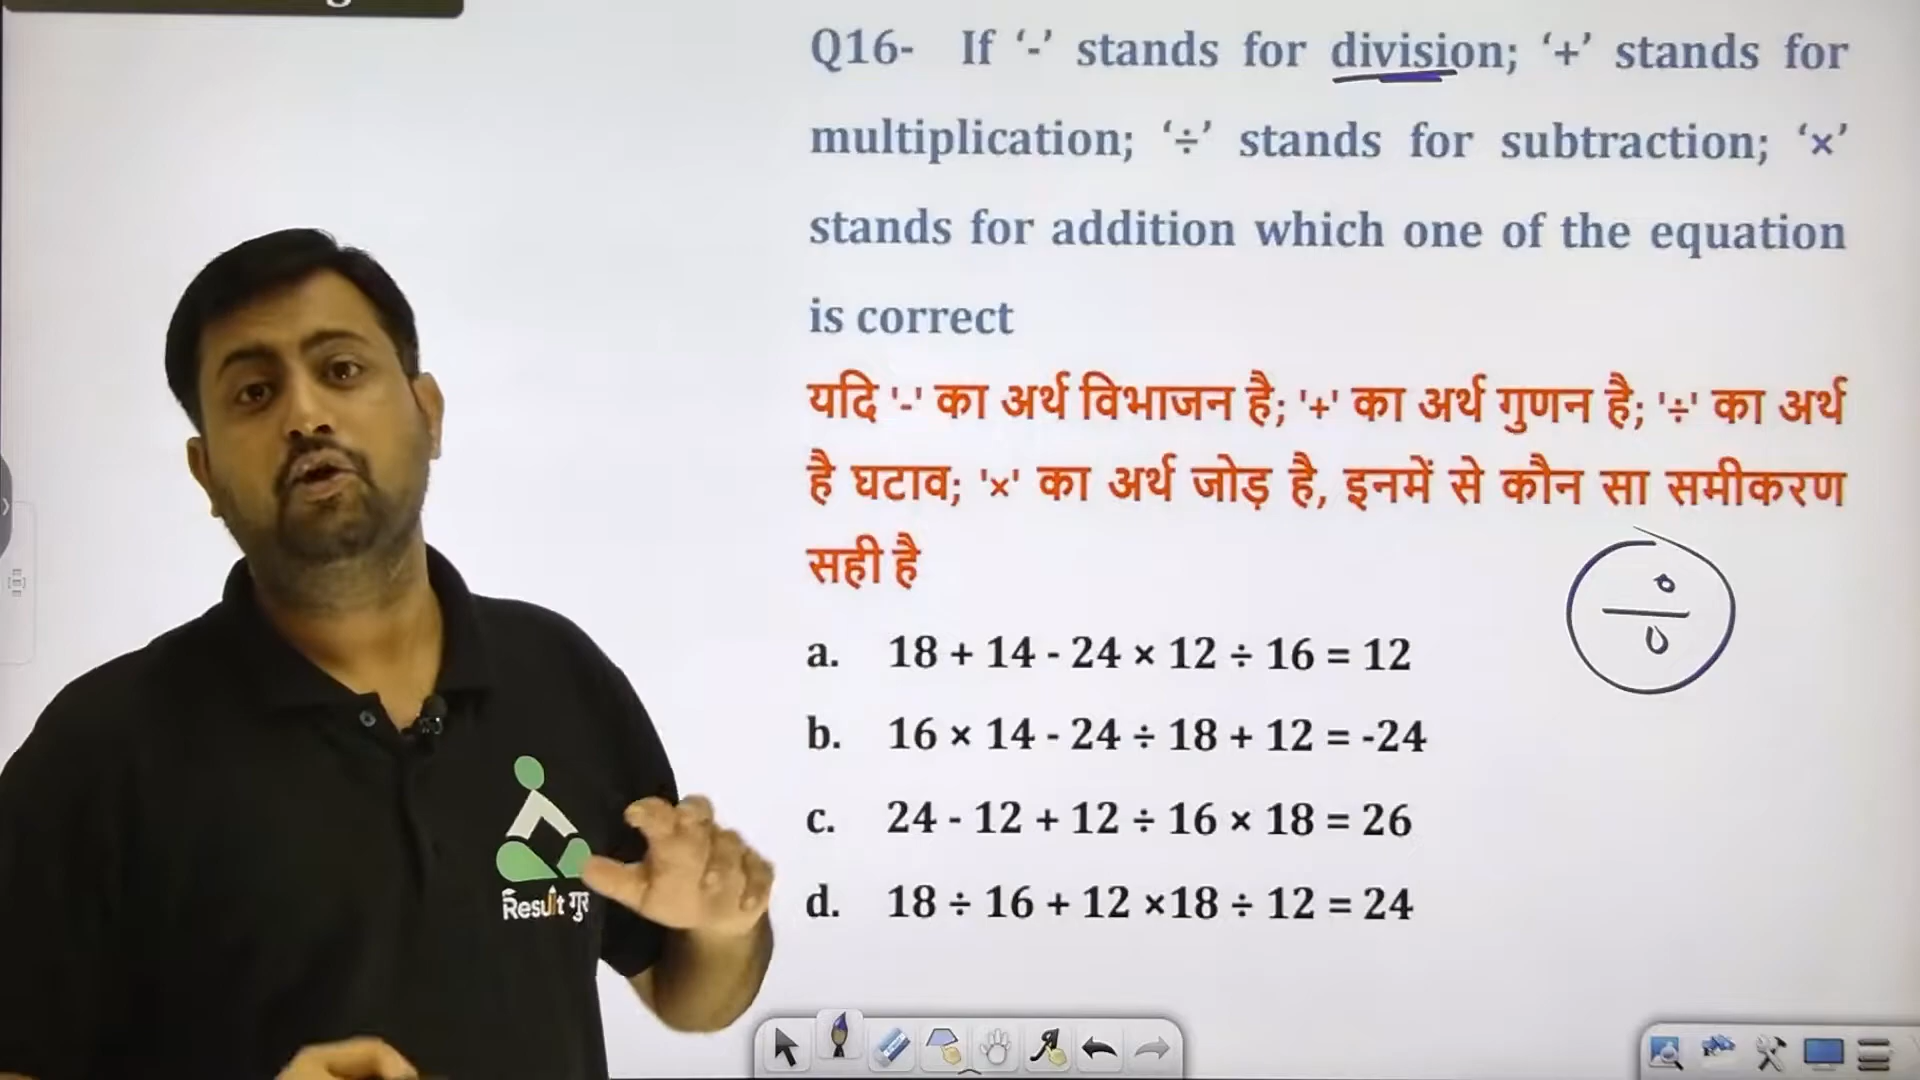 Q16- If ‘-’ stands for division; ‘+’ stands for
multiplication; ‘÷’ stands for subtraction; ‘×’
stands for addition which one of the equation
is correct
यदि '-' का अर्थ विभाजन है; '+' का अर्थ गुणन है; '÷' का अर्थ
है घटाव; '×' का अर्थ जोड़ है, इनमें से कौन सा समीकरण
सही है
a. 18 + 14 - 24 × 12 ÷ 16 = 12
b. 16 × 14 - 24 ÷ 18 + 12 = -24
c. 24 - 12 + 12 ÷ 16 × 18 = 26
d. 18 ÷ 16 + 12 ×18 ÷ 12 = 24
Result गुरु